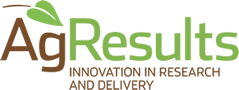 AgResults
INNOVATION IN RESEARCH
AND DELIVERY